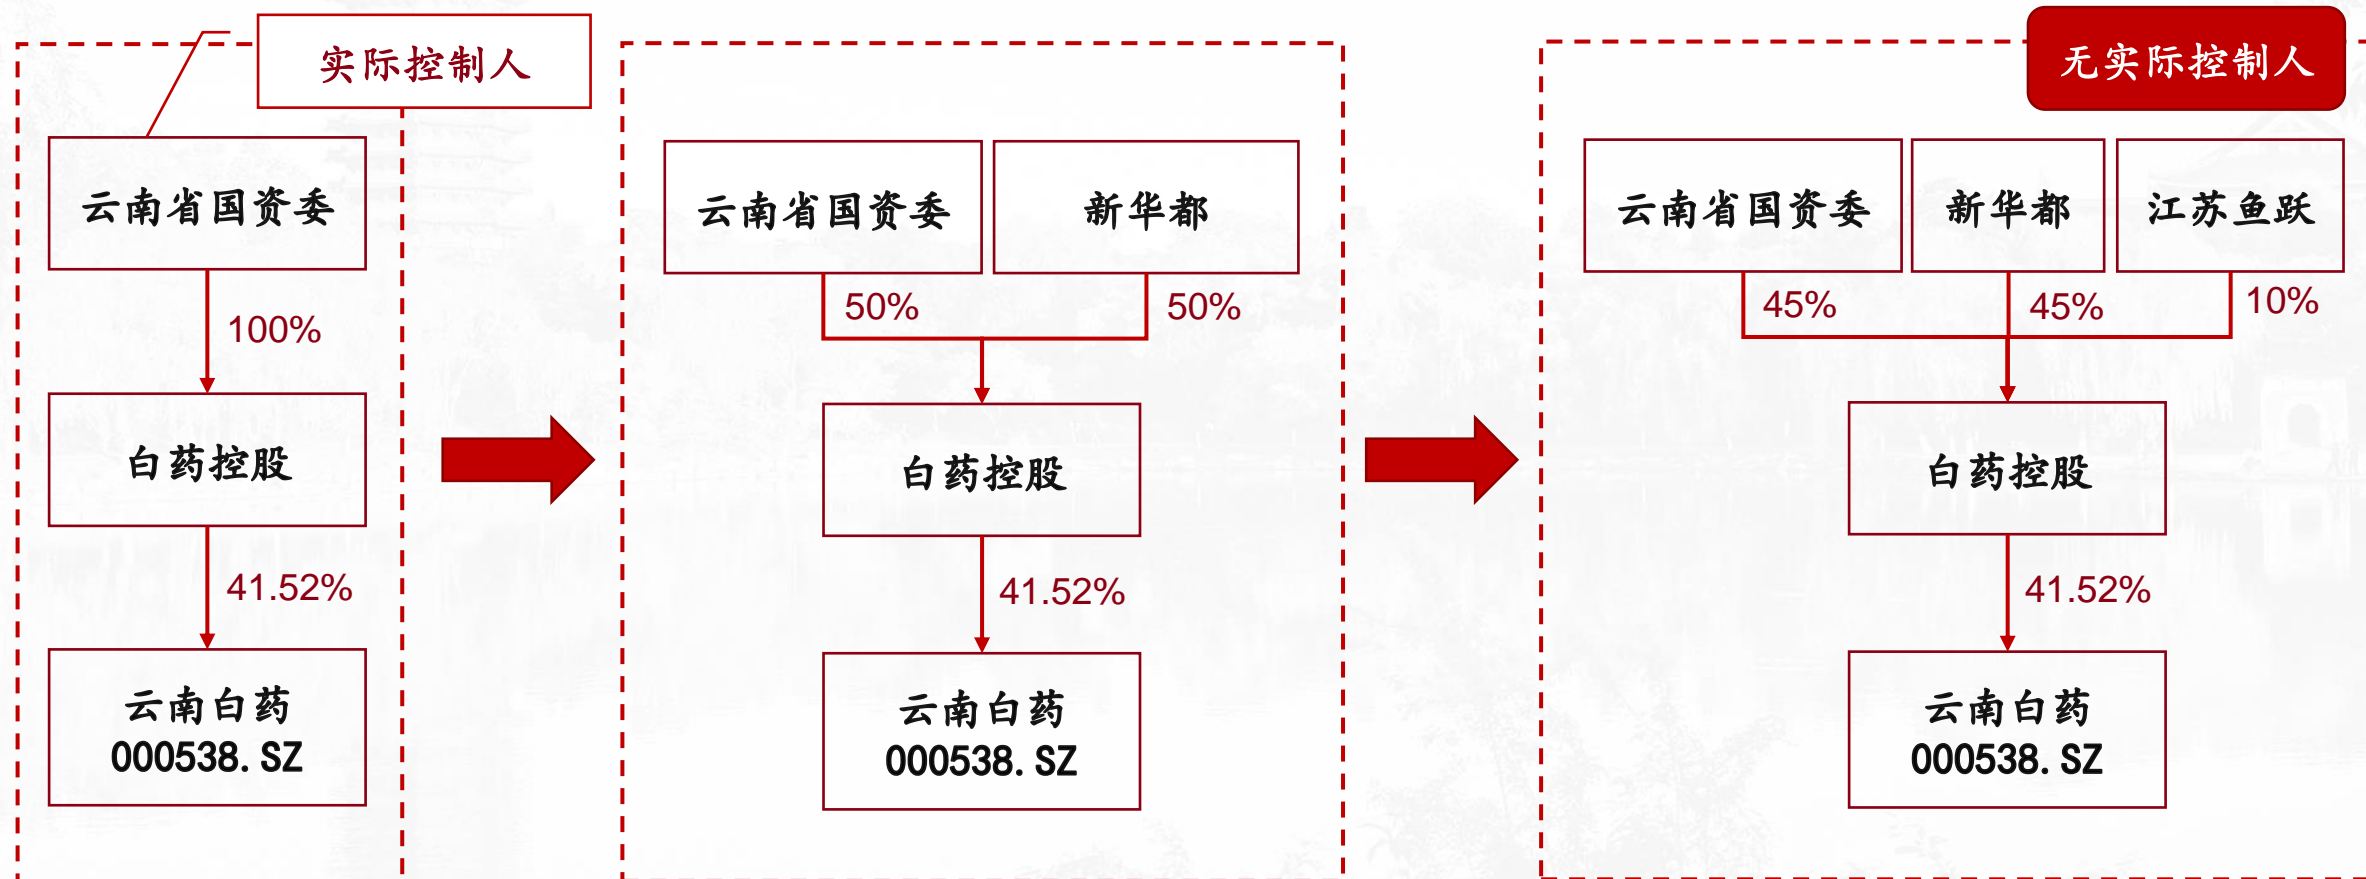 实际控制人
云南省国资委
100%
白药控股
41.52%
云南白药
000538.SZ
云南省国资委
新华都
50%
50%
白药控股
41.52%
云南白药
000538.SZ
无实际控制人
云南省国资委
新华都
江苏鱼跃
45%
45%
10%
白药控股
41.52%
云南白药
000538.SZ